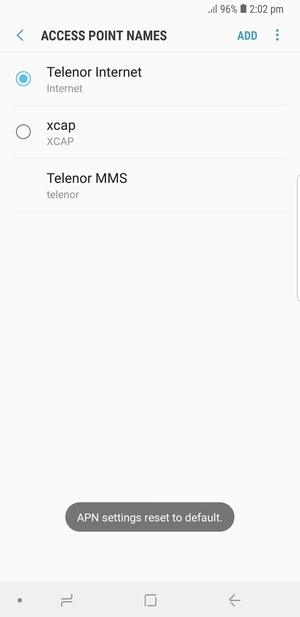 96% 2:02 pm
ACCESS POINT NAMES ADD
Telenor Internet
Internet
xcap
XCAP
Telenor MMS
telenor
APN settings reset to default.